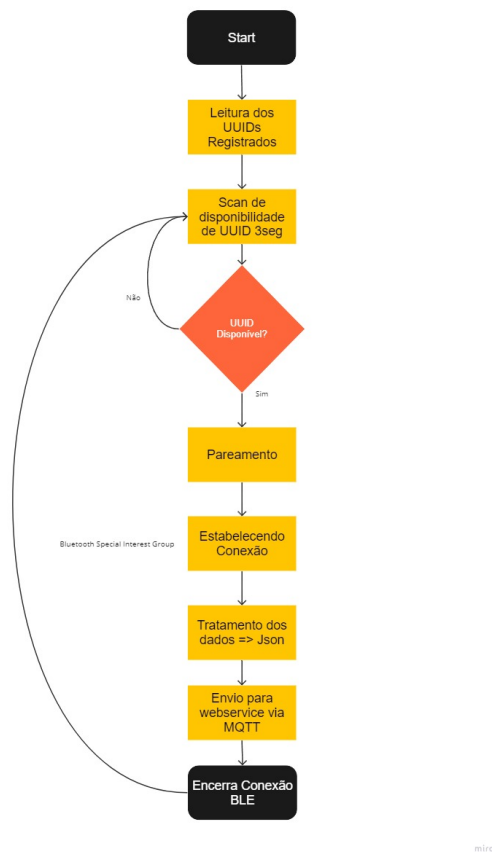 Start
Leitura dos
UUIDs
Registrados
Scan de
disponibilidade
de UUID 3seg
Não
UUID
Disponível?
Sim
Pareamento
Estabelecendo
Conexão
Bluetooth Special Interest Group
Tratamento dos
dados => Json
Envio para
webservice via
MQTT
Encerra Conexão
BLE
miro